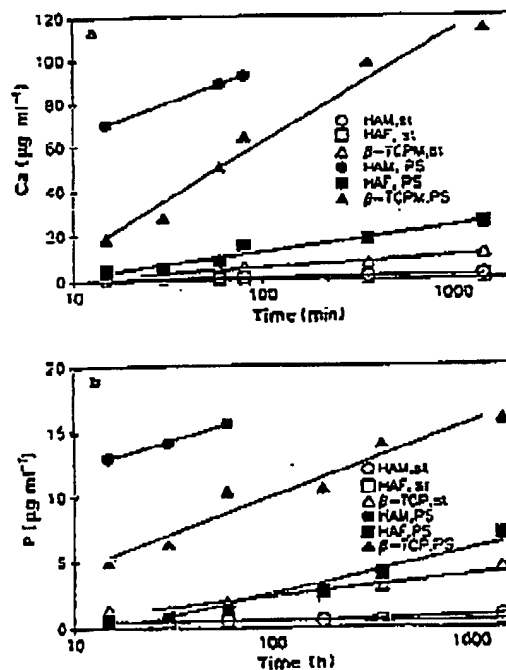 a
120
100
80
60
40
20
0
Ca (μg ml⁻¹)
HAM, st
HAF, st
β-TCPM, st
HAM, PS
HAF, PS
β-TCPM, PS
10
100
1000
Time (min)
b
20
15
10
5
0
P (μg ml⁻¹)
HAM, st
HAF, st
β-TCP, st
HAM, PS
HAF, PS
β-TCP, PS
10
100
1000
Time (h)